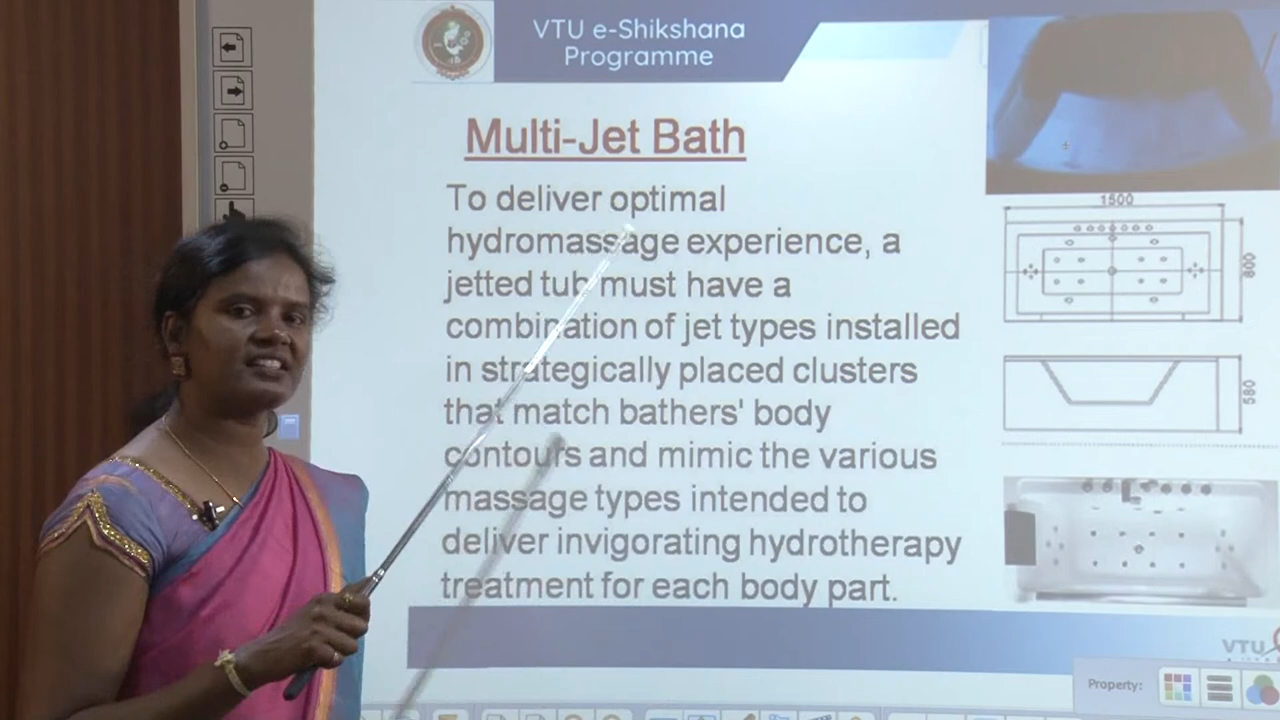 VTU e-Shikshana
Programme
Multi-Jet Bath
To deliver optimal
hydromassage experience, a
jetted tub must have a
combination of jet types installed
in strategically placed clusters
that match bathers' body
contours and mimic the various
massage types intended to
deliver invigorating hydrotherapy
treatment for each body part.
1500
800
580
VTU
Property: